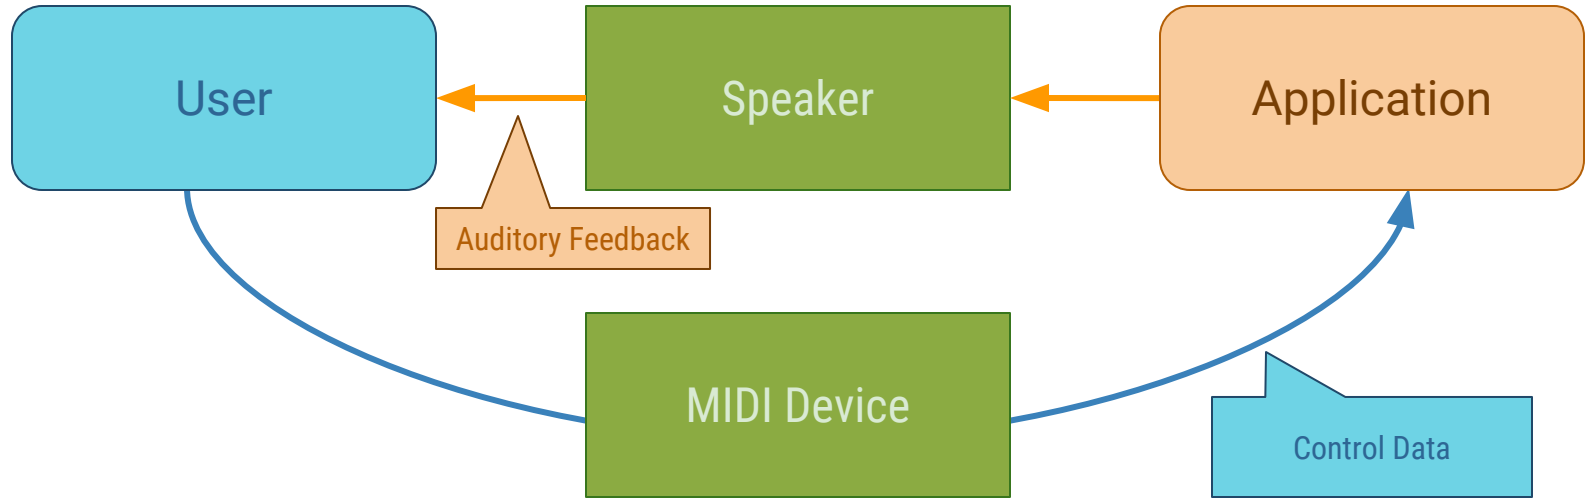 User
Speaker
Application
Auditory Feedback
MIDI Device
Control Data